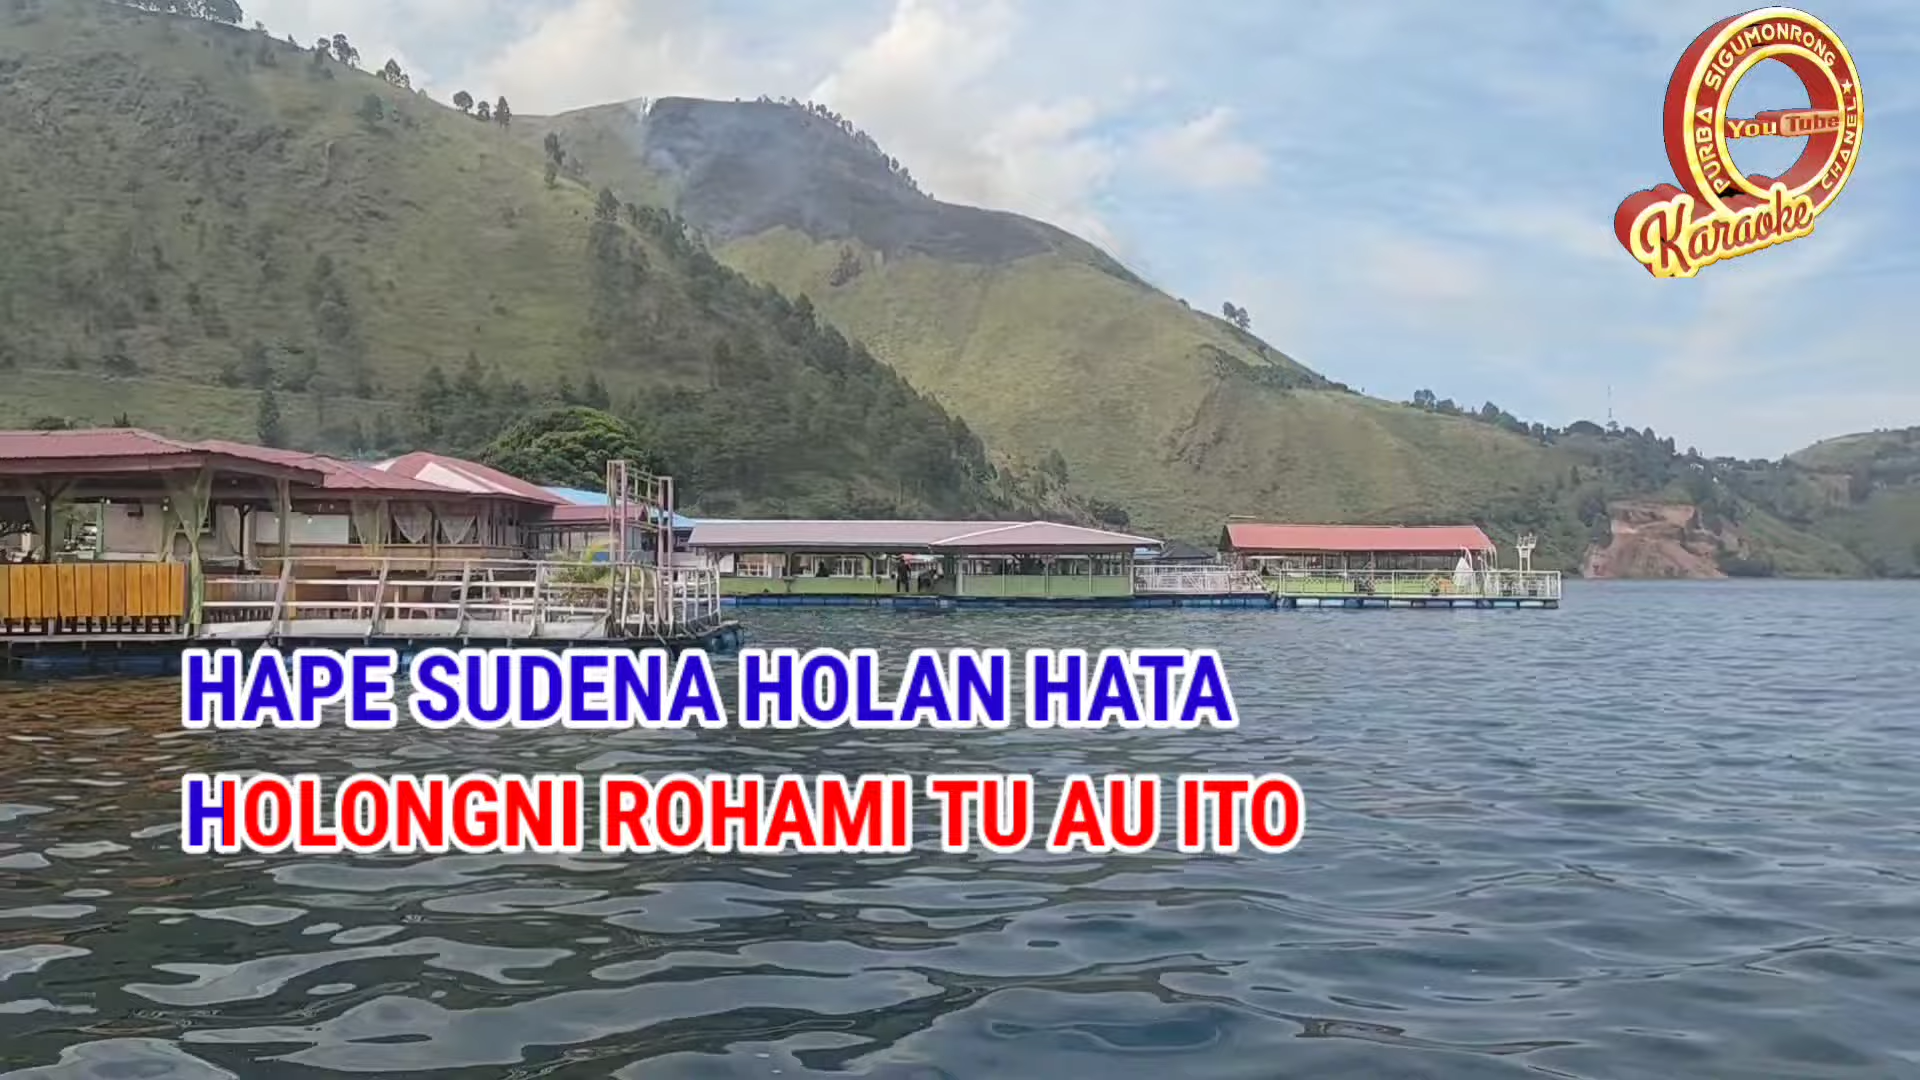 PURBA SIGUMONRONG ★ CHANEL
YouTube
Karaoke
HAPE SUDENA HOLAN HATA
HOLONGNI ROHAMI TU AU ITO